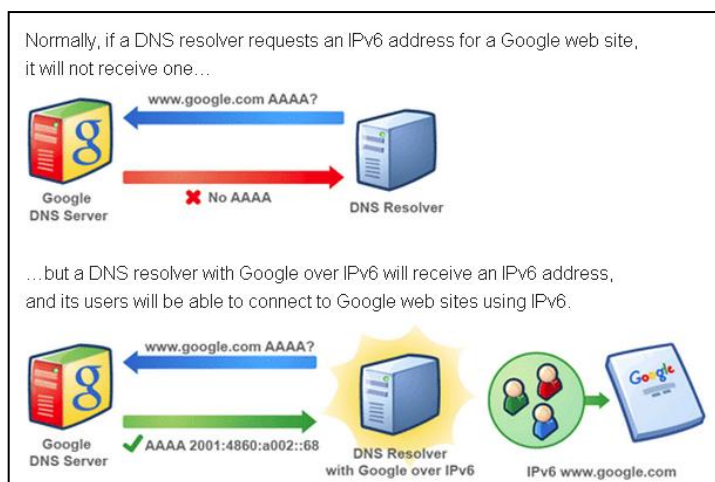 Normally, if a DNS resolver requests an IPv6 address for a Google web site,
it will not receive one…
www.google.com AAAA?
g
No AAAA
Google
DNS Server
DNS Resolver
…but a DNS resolver with Google over IPv6 will receive an IPv6 address,
and its users will be able to connect to Google web sites using IPv6.
www.google.com AAAA?
g
Google
AAAA 2001:4860:a002::68
Google
DNS Server
DNS Resolver
with Google over IPv6
IPv6 www.google.com